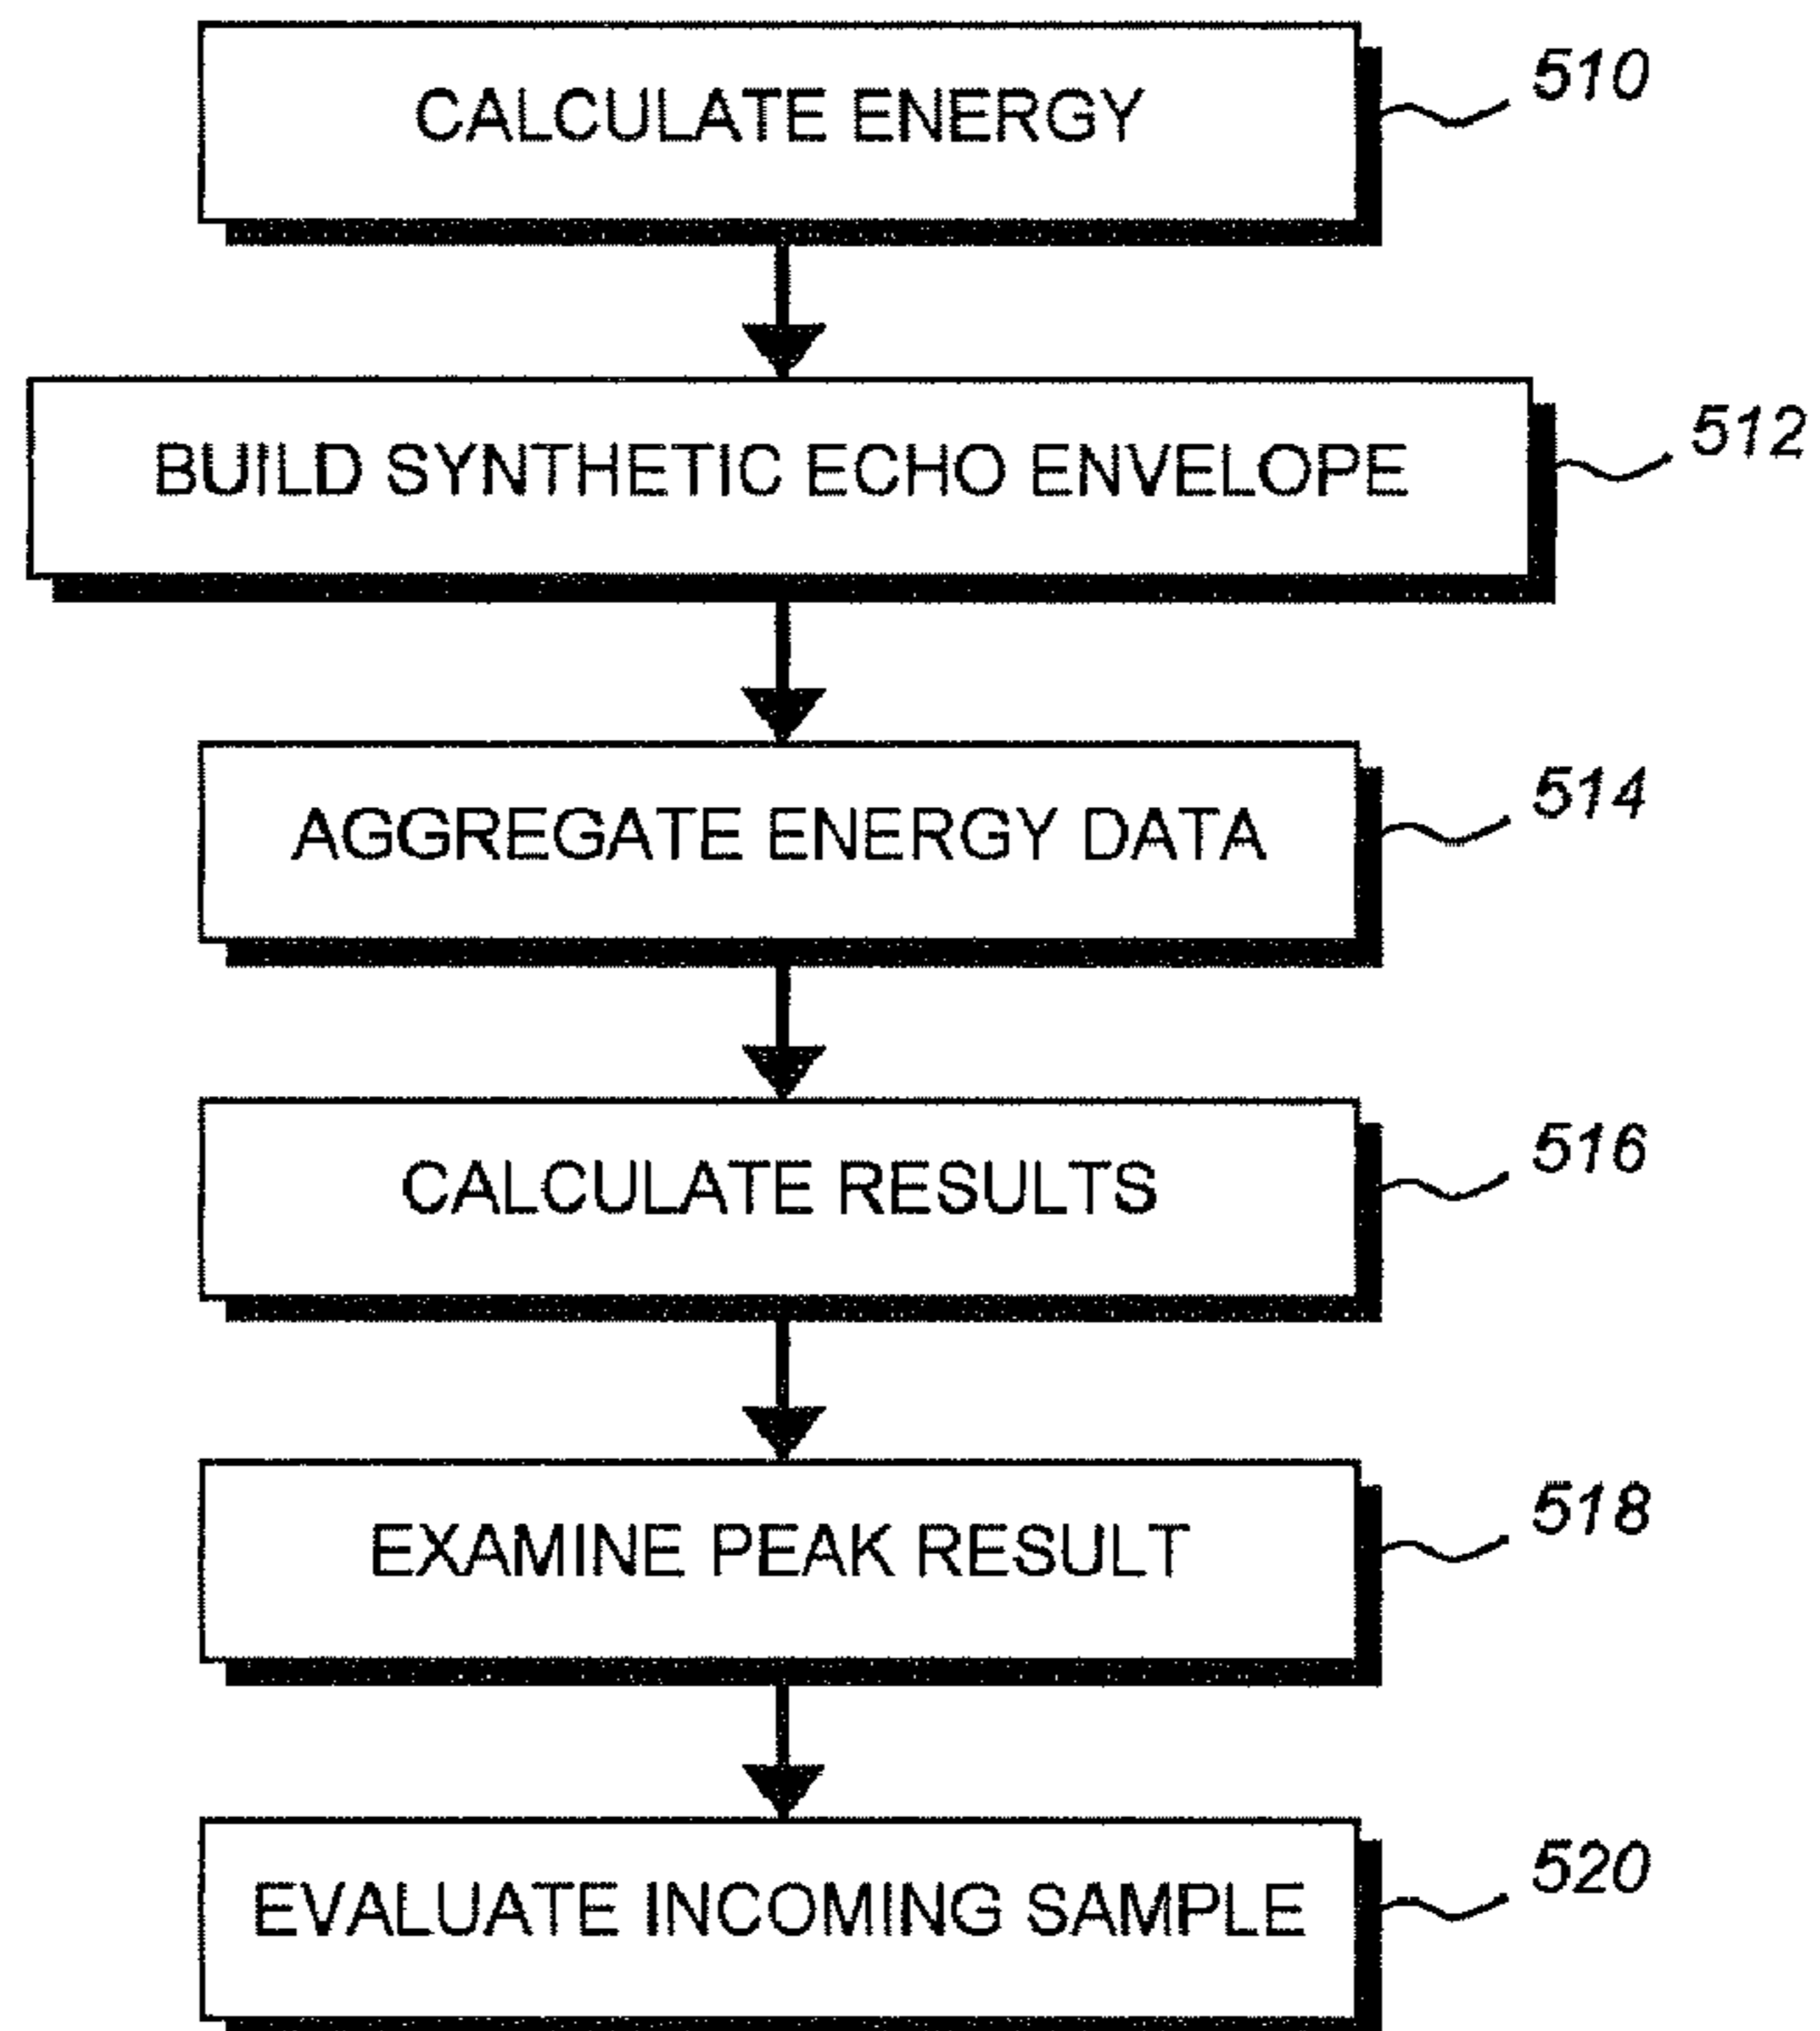 CALCULATE ENERGY
510
BUILD SYNTHETIC ECHO ENVELOPE
512
AGGREGATE ENERGY DATA
514
CALCULATE RESULTS
516
EXAMINE PEAK RESULT
518
EVALUATE INCOMING SAMPLE
520